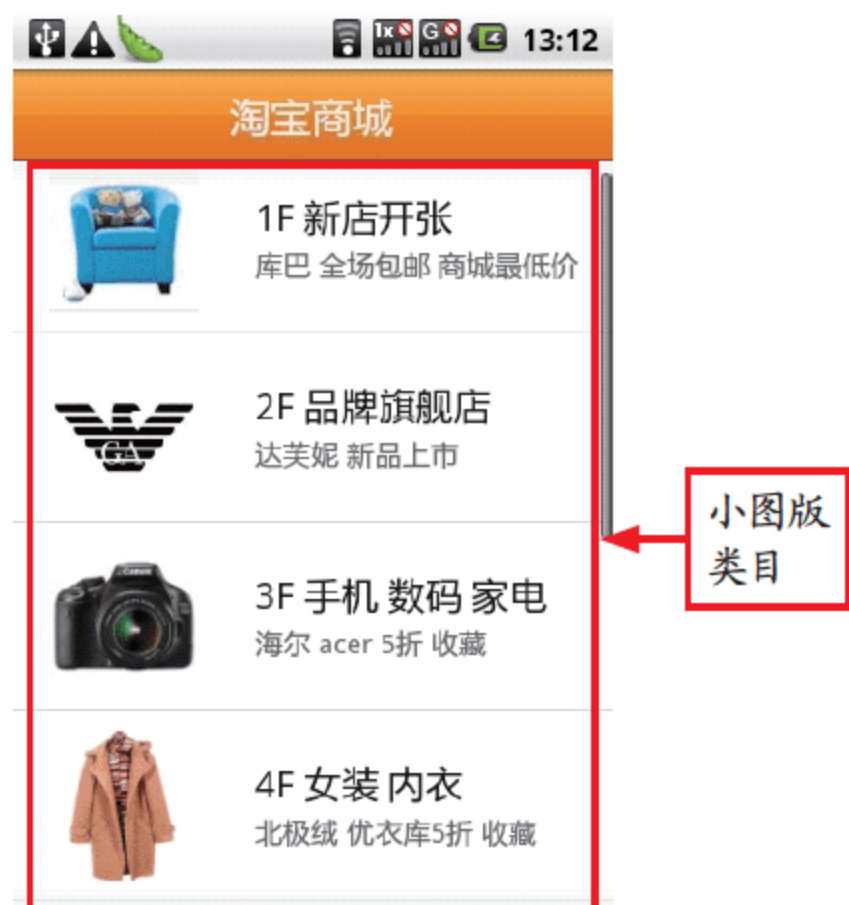 1x G 13:12
淘宝商城
1F 新店开张
库巴 全场包邮 商城最低价
2F 品牌旗舰店
达芙妮 新品上市
GA
3F 手机 数码 家电
海尔 acer 5折 收藏
Canon
4F 女装 内衣
北极绒 优衣库5折 收藏
小图版
类目